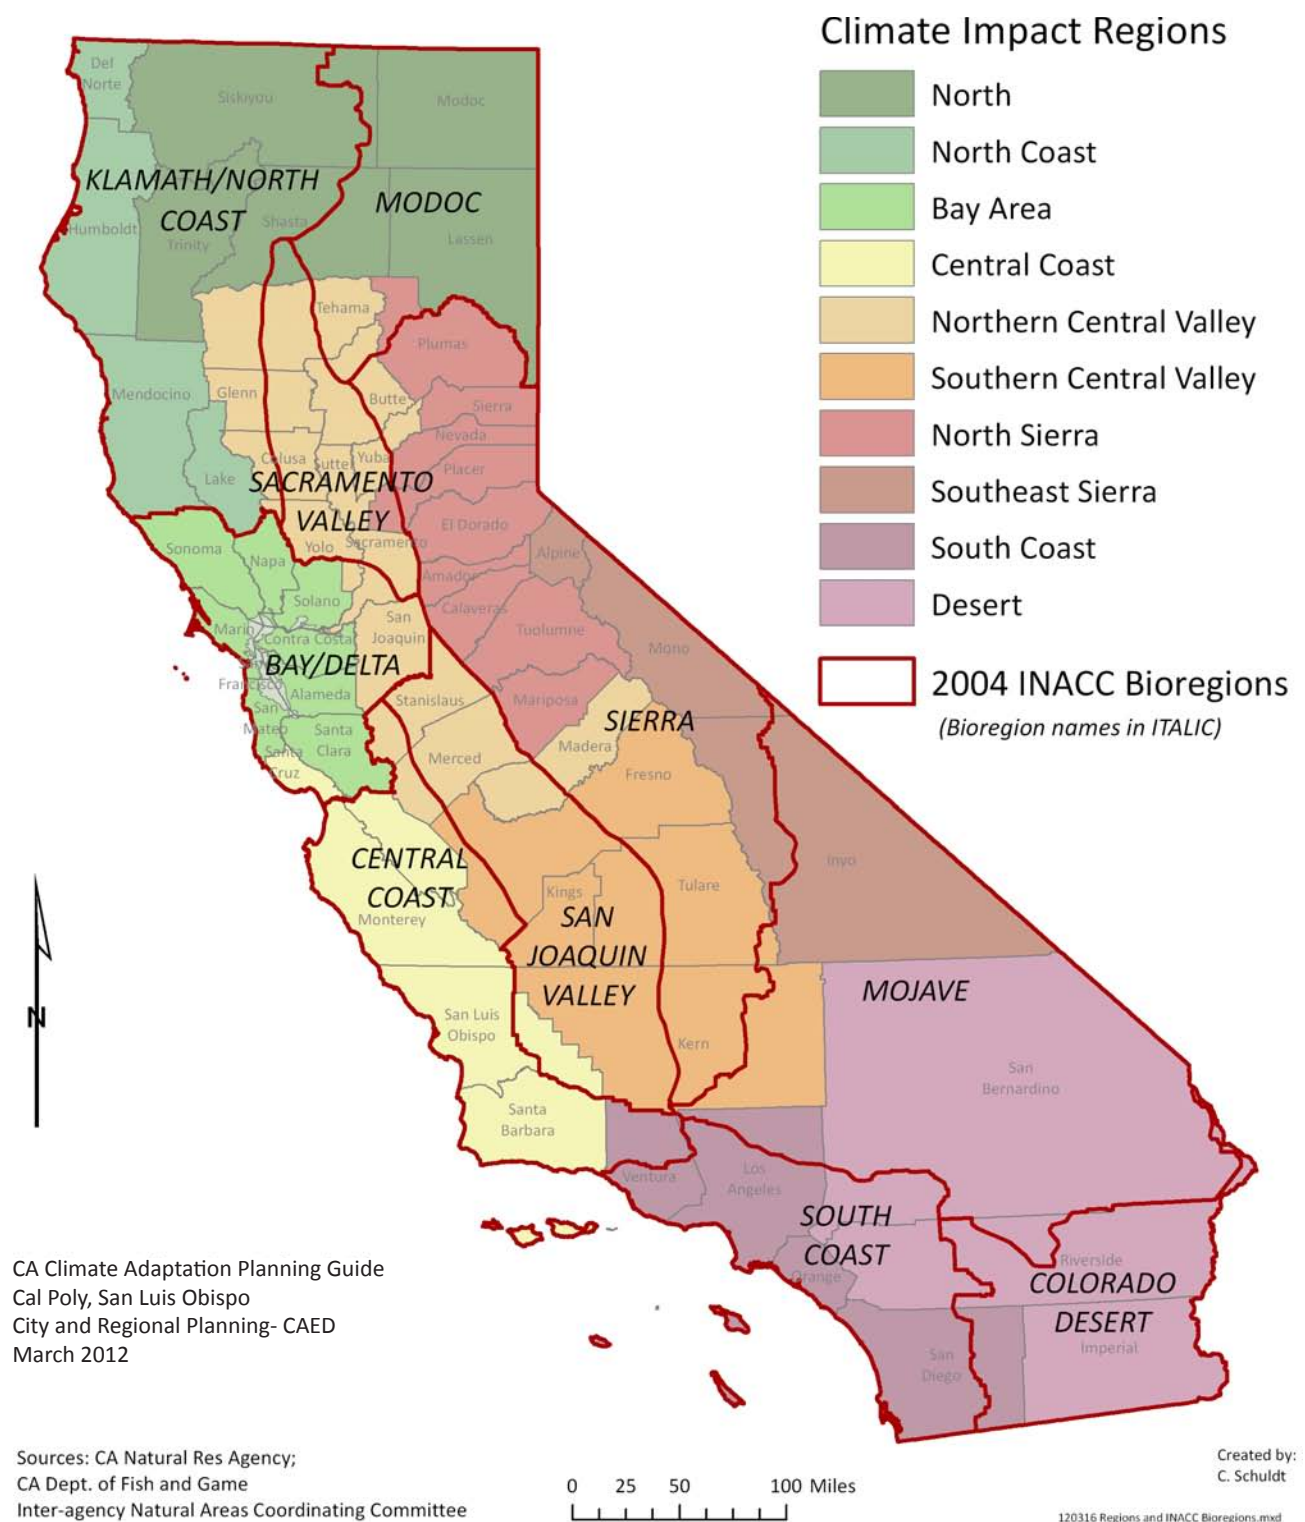 Climate Impact Regions
North
North Coast
Bay Area
Central Coast
Northern Central Valley
Southern Central Valley
North Sierra
Southeast Sierra
South Coast
Desert
2004 INACC Bioregions
(Bioregion names in ITALIC)
Del
Norte
Siskiyou
Modoc
KLAMATH/NORTH
COAST
MODOC
Humboldt
Trinity
Shasta
Lassen
Tehama
Plumas
Mendocino
Glenn
Butte
Sierra
Nevada
Lake
Colusa
Sutter
Yuba
Placer
SACRAMENTO
VALLEY
El Dorado
Sonoma
Napa
Yolo
Sacramento
Alpine
Solano
Amador
Calaveras
Marin
Contra Costa
San
Joaquin
Tuolumne
Mono
BAY/DELTA
San
Francisco
Alameda
Stanislaus
Mariposa
San
Mateo
Santa
Clara
SIERRA
Santa
Cruz
Merced
Madera
Fresno
CENTRAL
COAST
Monterey
Kings
Tulare
Inyo
SAN
JOAQUIN
VALLEY
MOJAVE
San Luis
Obispo
Kern
San
Bernardino
Santa
Barbara
Ventura
Los
Angeles
SOUTH
COAST
Orange
Riverside
COLORADO
DESERT
Imperial
San
Diego
N
CA Climate Adaptation Planning Guide
Cal Poly, San Luis Obispo
City and Regional Planning- CAED
March 2012
Sources: CA Natural Res Agency;
CA Dept. of Fish and Game
Inter-agency Natural Areas Coordinating Committee
0 25 50 100 Miles
Created by:
C. Schuldt
120316 Regions and INACC Bioregions.mxd